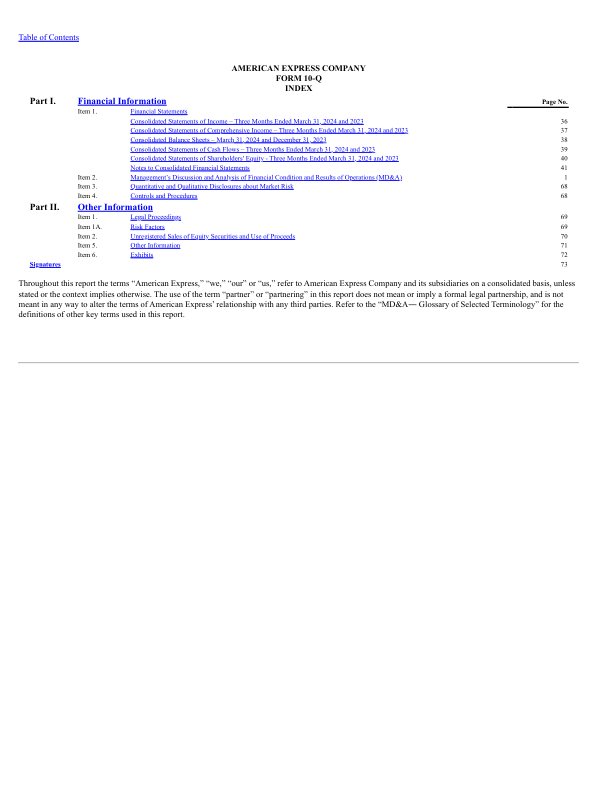 Table of Contents
AMERICAN EXPRESS COMPANY
FORM 10-Q
INDEX
Part I. Financial Information Page No.
Item 1. Financial Statements
Consolidated Statements of Income – Three Months Ended March 31, 2024 and 2023 36
Consolidated Statements of Comprehensive Income – Three Months Ended March 31, 2024 and 2023 37
Consolidated Balance Sheets – March 31, 2024 and December 31, 2023 38
Consolidated Statements of Cash Flows – Three Months Ended March 31, 2024 and 2023 39
Consolidated Statements of Shareholders' Equity - Three Months Ended March 31, 2024 and 2023 40
Notes to Consolidated Financial Statements 41
Item 2. Management's Discussion and Analysis of Financial Condition and Results of Operations (MD&A) 1
Item 3. Quantitative and Qualitative Disclosures about Market Risk 68
Item 4. Controls and Procedures 68
Part II. Other Information
Item 1. Legal Proceedings 69
Item 1A. Risk Factors 69
Item 2. Unregistered Sales of Equity Securities and Use of Proceeds 70
Item 5. Other Information 71
Item 6. Exhibits 72
Signatures 73
Throughout this report the terms “American Express,” “we,” “our” or “us,” refer to American Express Company and its subsidiaries on a consolidated basis, unless
stated or the context implies otherwise. The use of the term “partner” or “partnering” in this report does not mean or imply a formal legal partnership, and is not
meant in any way to alter the terms of American Express’ relationship with any third parties. Refer to the “MD&A― Glossary of Selected Terminology” for the
definitions of other key terms used in this report.